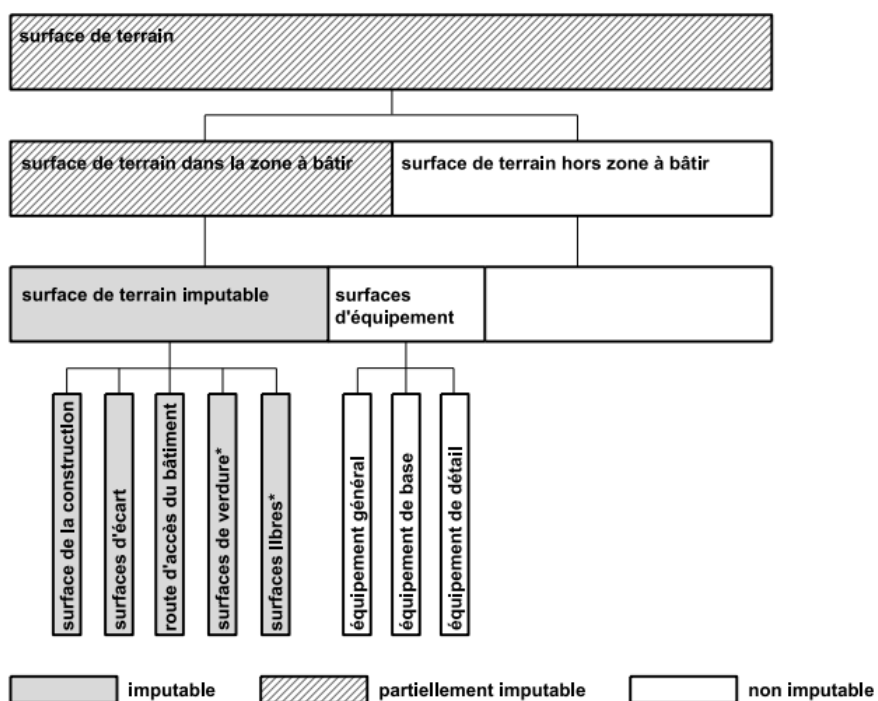 surface de terrain
surface de terrain dans la zone à bâtir
surface de terrain hors zone à bâtir
surface de terrain imputable
surfaces
d'équipement
surface de la construction
surfaces d'écart
route d'accès du bâtiment
surfaces de verdure*
surfaces libres*
équipement général
équipement de base
équipement de détail
imputable
partiellement imputable
non imputable